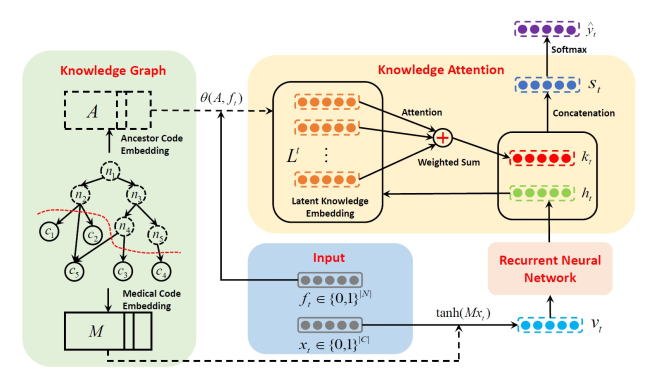 Knowledge Graph
A
Ancestor Code
Embedding
n₁
n₂
n₃
n₄
n₅
c₁
c₂
c₅
c₃
c₄
Medical Code
Embedding
M
θ(A, fₜ)
Knowledge Attention
Lᵗ
⋮
Latent Knowledge
Embedding
Attention
+
Weighted Sum
ŷₜ
Softmax
sₜ
Concatenation
kₜ
hₜ
Input
fₜ ∈ {0,1}^|N|
xₜ ∈ {0,1}^|C|
tanh(Mxₜ)
Recurrent Neural
Network
vₜ